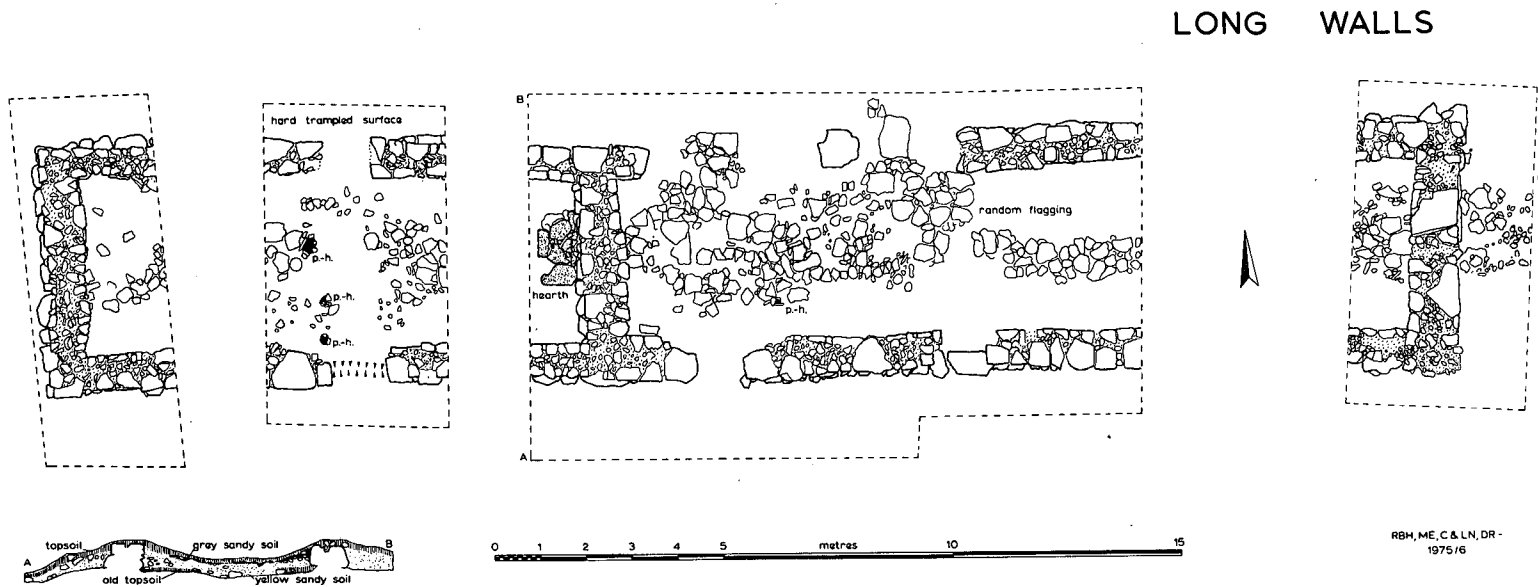 LONG WALLS
B
hard trampled surface
random flagging
p.-h.
hearth
p.-h.
p.-h.
p.-h.
A
topsoil
grey sandy soil
A
B
old topsoil
yellow sandy soil
metres
0 1 2 3 4 5 10 15
RBH, ME, C & LN, DR -
1975/6